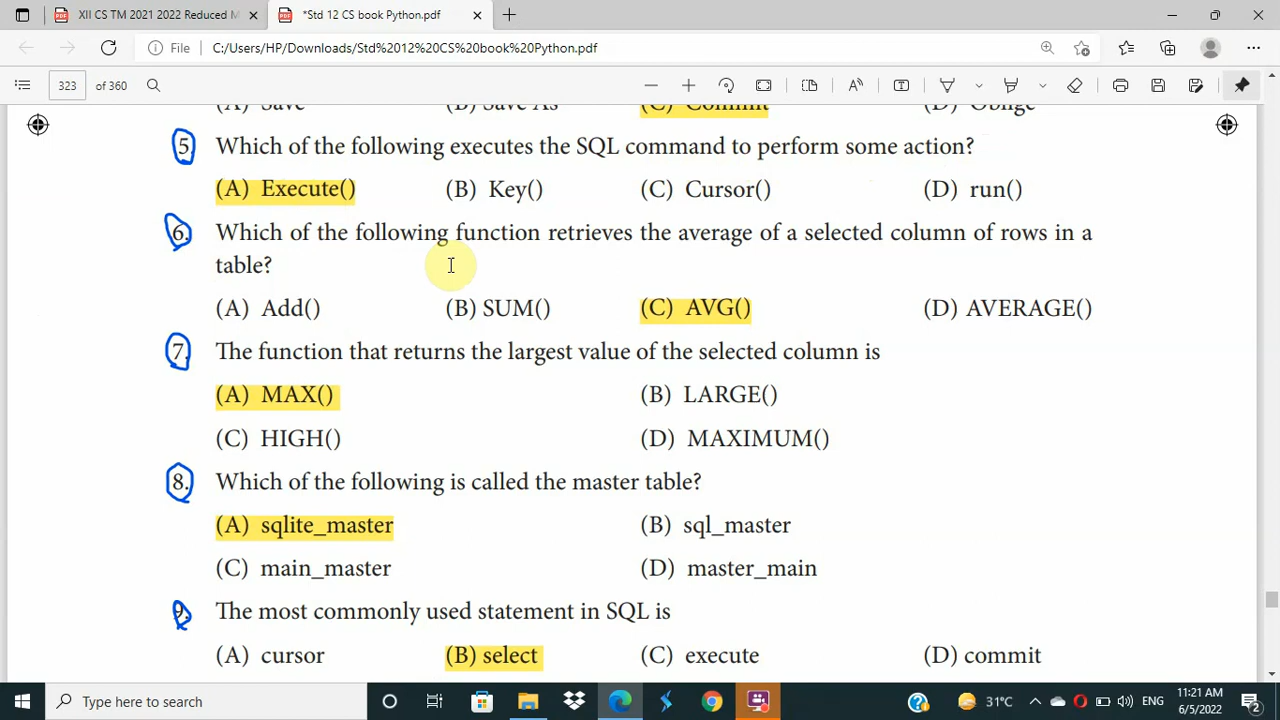 XII CS TM 2021 2022 Reduced M
*Std 12 CS book Python.pdf
File C:/Users/HP/Downloads/Std%2012%20CS%20book%20Python.pdf
323 of 360
(A) Save (B) Save As (C) Commit (D) Oblige
5. Which of the following executes the SQL command to perform some action?
(A) Execute() (B) Key() (C) Cursor() (D) run()
6. Which of the following function retrieves the average of a selected column of rows in a
table?
(A) Add() (B) SUM() (C) AVG() (D) AVERAGE()
7. The function that returns the largest value of the selected column is
(A) MAX() (B) LARGE()
(C) HIGH() (D) MAXIMUM()
8. Which of the following is called the master table?
(A) sqlite_master (B) sql_master
(C) main_master (D) master_main
9. The most commonly used statement in SQL is
(A) cursor (B) select (C) execute (D) commit
Type here to search 31°C ENG 11:21 AM
6/5/2022 2